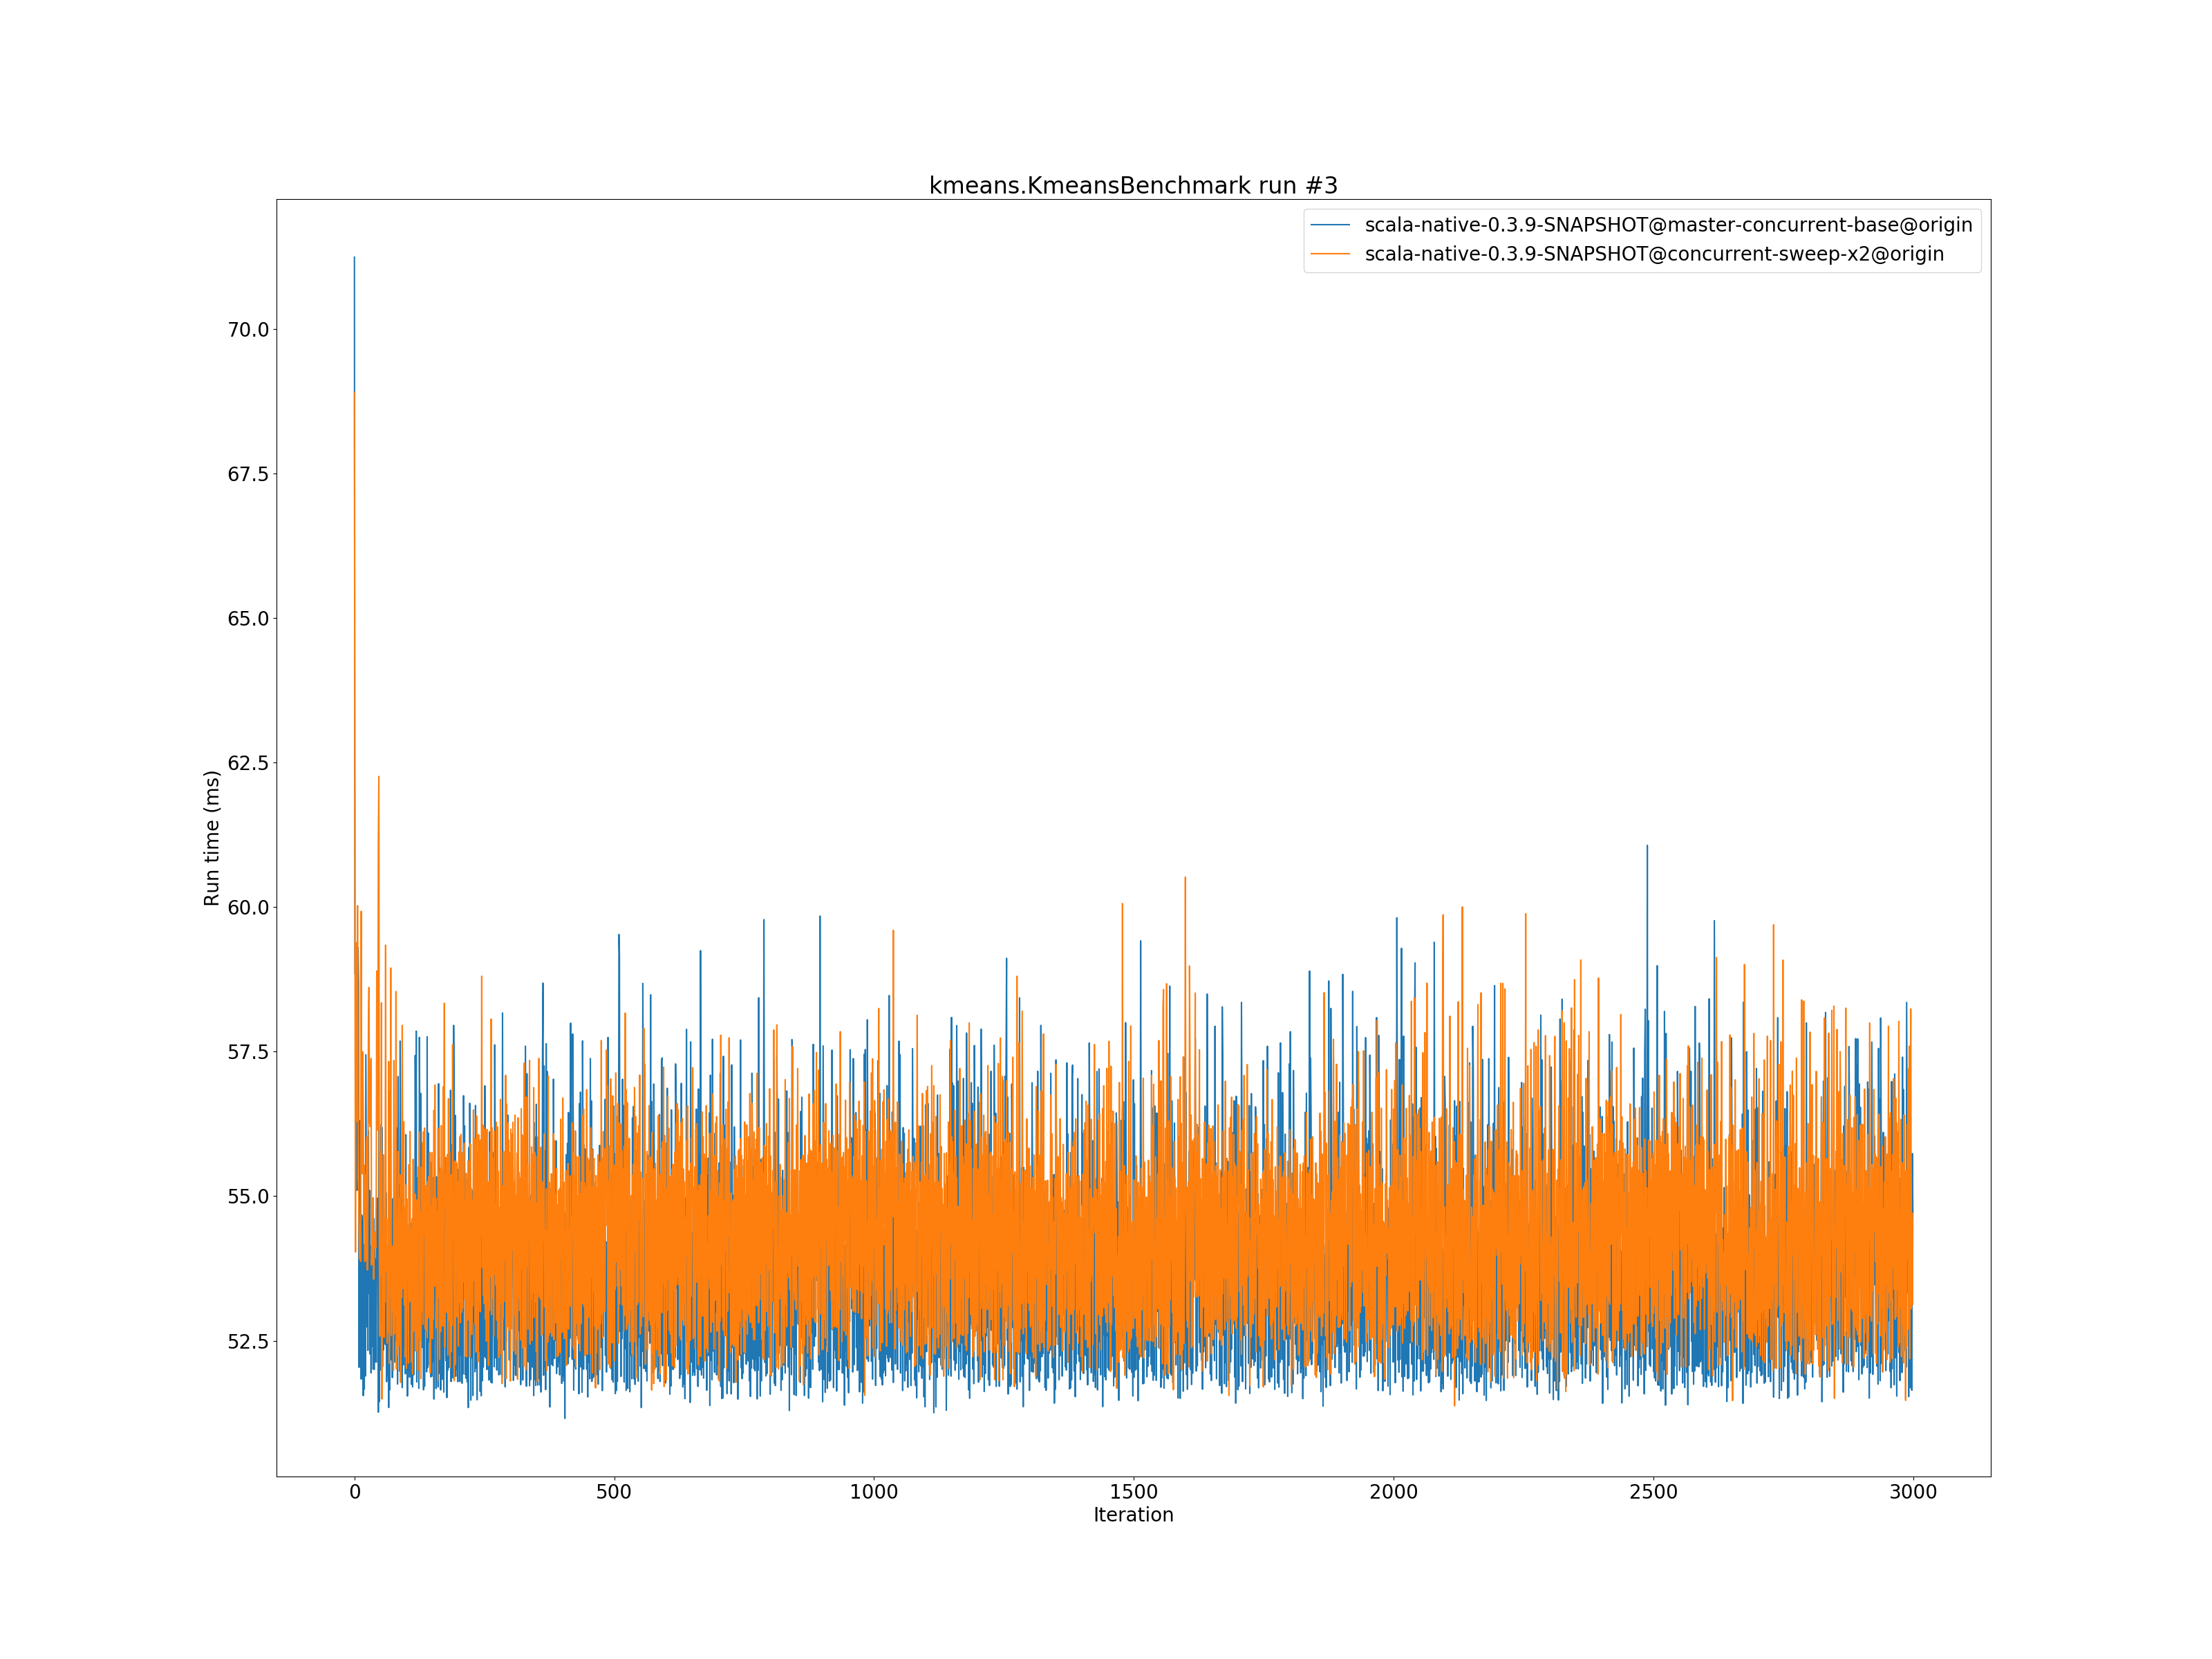 kmeans.KmeansBenchmark run #3
scala-native-0.3.9-SNAPSHOT@master-concurrent-base@origin
scala-native-0.3.9-SNAPSHOT@concurrent-sweep-x2@origin
70.0
67.5
65.0
62.5
60.0
57.5
55.0
52.5
Run time (ms)
0 500 1000 1500 2000 2500 3000
Iteration